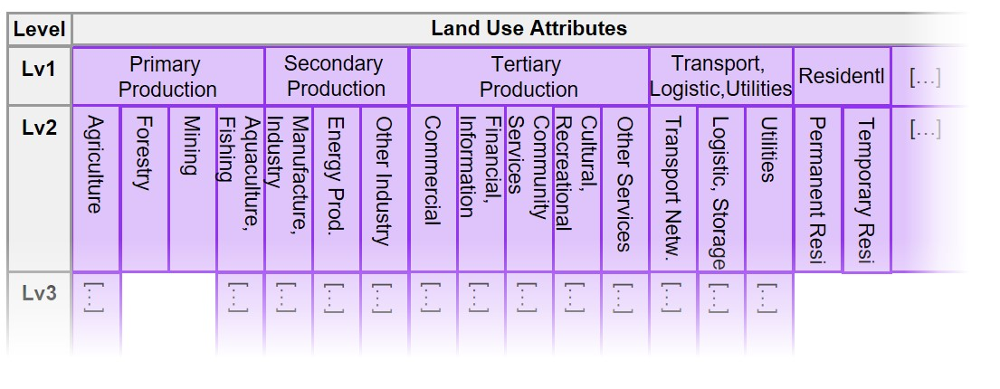 Level
Land Use Attributes
Lv1
Primary
Production
Secondary
Production
Tertiary
Production
Transport,
Logistic,Utilities
Residentl
[...]
Lv2
Agriculture
Forestry
Mining
Aquaculture,
Fishing
Manufacture,
Industry
Energy Prod.
Other Industry
Commercial
Financial,
Information
Community
Services
Cultural,
Recreational
Other Services
Transport Netw.
Logistic, Storage
Utilities
Permanent Resi
Temporary Resi
[...]
Lv3
[...]
[...]
[...]
[...]
[...]
[...]
[...]
[...]
[...]
[...]
[...]
[...]
[...]